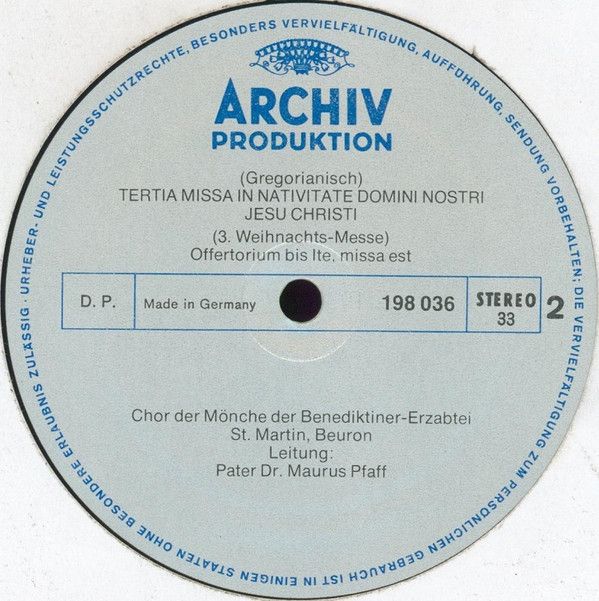 URHEBER- UND LEISTUNGSSCHUTZRECHTE, BESONDERS VERVIELFÄLTIGUNG, AUFFÜHRUNG, SENDUNG VORBEHALTEN; DIE VERVIELFÄLTIGUNG ZUM PERSÖNLICHEN GEBRAUCH IST IN EINIGEN STAATEN OHNE BESONDERE ERLAUBNIS ZULÄSSIG ·
ARCHIV
PRODUKTION
(Gregorianisch)
TERTIA MISSA IN NATIVITATE DOMINI NOSTRI
JESU CHRISTI
(3. Weihnachts-Messe)
Offertorium bis Ite, missa est
D. P. Made in Germany 198 036 STEREO 2
33
Chor der Mönche der Benediktiner-Erzabtei
St. Martin, Beuron
Leitung:
Pater Dr. Maurus Pfaff